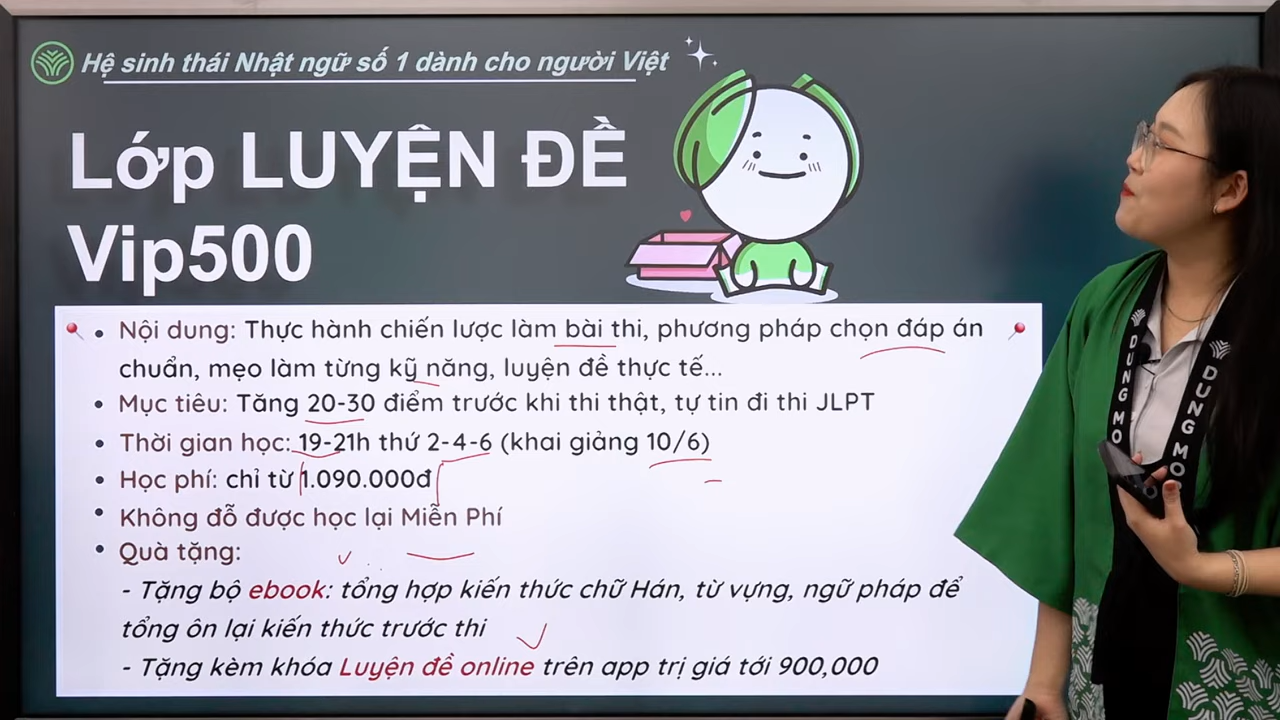 Hệ sinh thái Nhật ngữ số 1 dành cho người Việt
Lớp LUYỆN ĐỀ
Vip500
• Nội dung: Thực hành chiến lược làm bài thi, phương pháp chọn đáp án
chuẩn, mẹo làm từng kỹ năng, luyện đề thực tế...
• Mục tiêu: Tăng 20-30 điểm trước khi thi thật, tự tin đi thi JLPT
• Thời gian học: 19-21h thứ 2-4-6 (khai giảng 10/6)
• Học phí: chỉ từ 1.090.000đ
• Không đỗ được học lại Miễn Phí
• Quà tặng:
- Tặng bộ ebook: tổng hợp kiến thức chữ Hán, từ vựng, ngữ pháp để
tổng ôn lại kiến thức trước thi
- Tặng kèm khóa Luyện đề online trên app trị giá tới 900,000
DUNG MO
DUNG MO